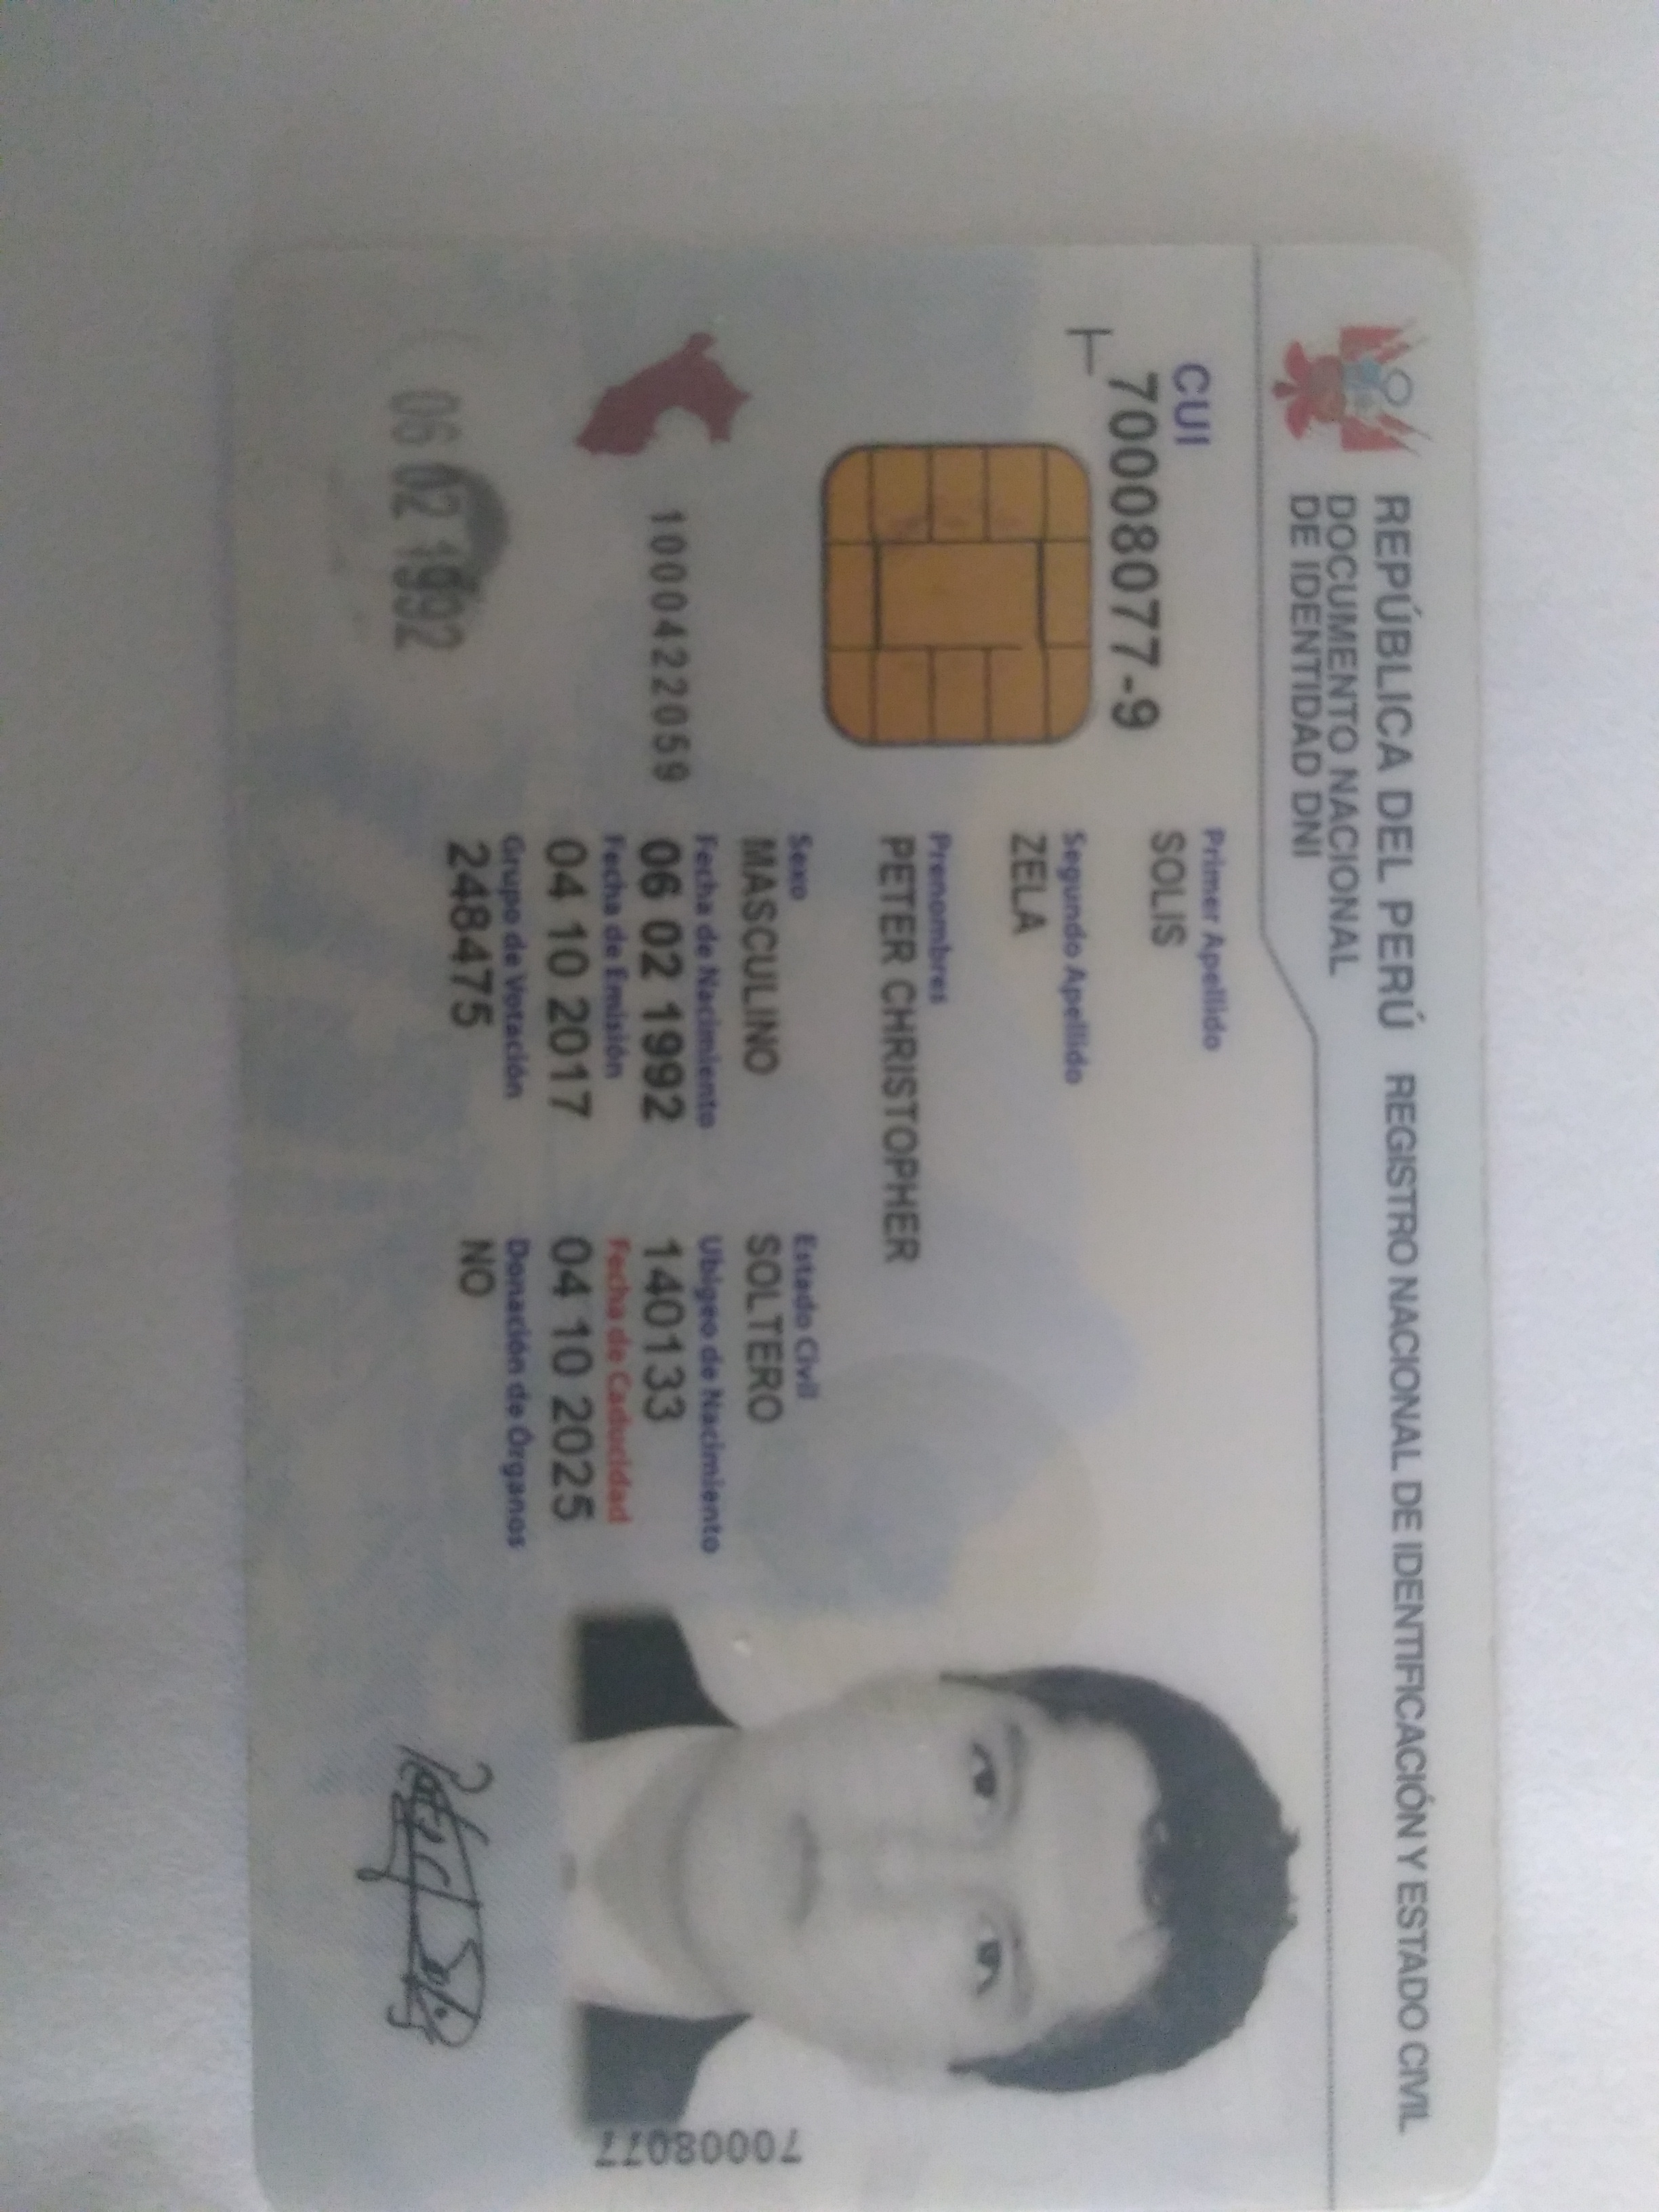 REPÚBLICA DEL PERÚ REGISTRO NACIONAL DE IDENTIFICACIÓN Y ESTADO CIVIL
DOCUMENTO NACIONAL
DE IDENTIDAD DNI
CUI
70008077-9
Primer Apellido
SOLIS
Segundo Apellido
ZELA
Prenombres
PETER CHRISTOPHER
Sexo
MASCULINO
Estado Civil
SOLTERO
Fecha de Nacimiento
06 02 1992
Ubigeo de Nacimiento
140133
Fecha de Emisión
04 10 2017
Fecha de Caducidad
04 10 2025
Grupo de Votación
248475
Donación de Órganos
NO
1000422059
06 02 1992
70008077